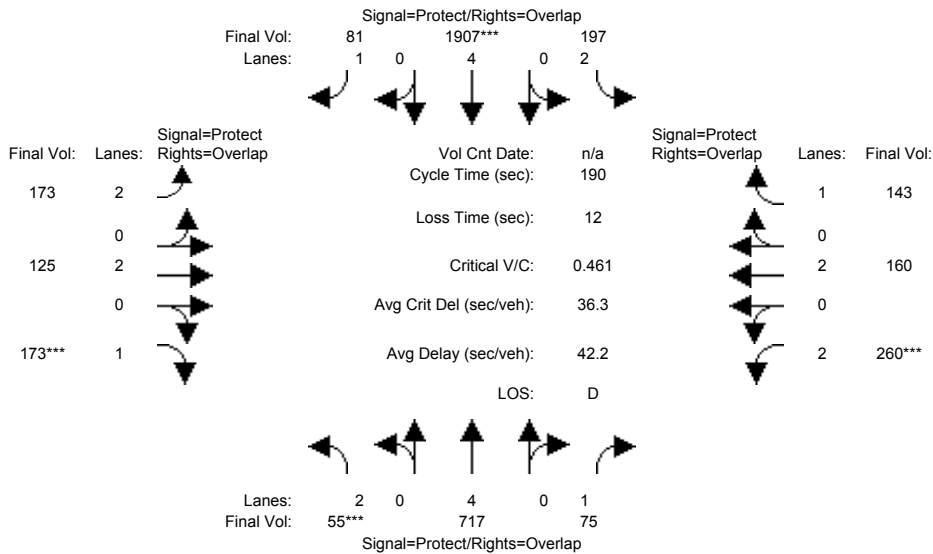 Signal=Protect/Rights=Overlap
Final Vol: 81 1907*** 197
Lanes: 1 0 4 0 2
Signal=Protect
Final Vol: Lanes: Rights=Overlap
Vol Cnt Date: n/a
Signal=Protect
Rights=Overlap Lanes: Final Vol:
Cycle Time (sec): 190
173 2
1 143
Loss Time (sec): 12
0
0
125 2
Critical V/C: 0.461
2 160
0
Avg Crit Del (sec/veh): 36.3
0
173*** 1
Avg Delay (sec/veh): 42.2
2 260***
LOS: D
Lanes: 2 0 4 0 1
Final Vol: 55*** 717 75
Signal=Protect/Rights=Overlap